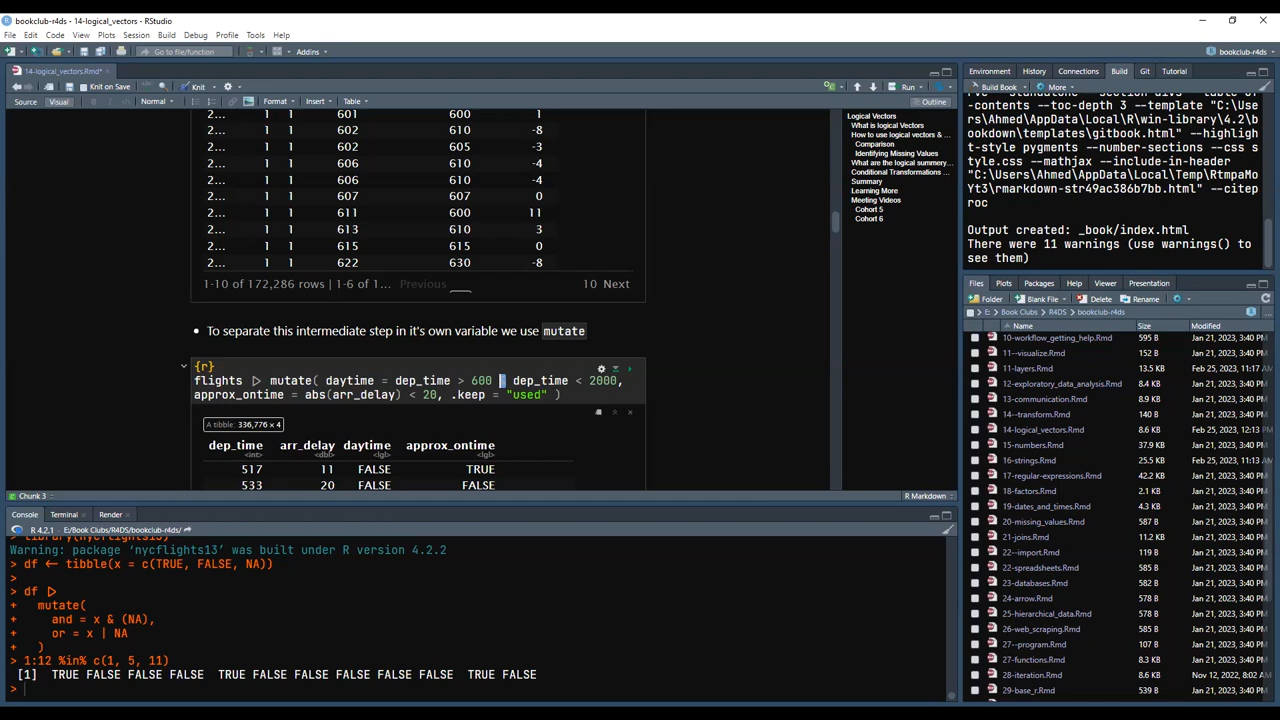 bookclub-r4ds - 14-logical_vectors - RStudio
File Edit Code View Plots Session Build Debug Profile Tools Help
Go to file/function Addins bookclub-r4ds
14-logical_vectors.Rmd*
Knit on Save Knit Run
Source Visual Normal Format Insert Table Outline
2... 1 1 601 600 1
2... 1 1 602 610 -8
2... 1 1 602 605 -3
2... 1 1 606 610 -4
2... 1 1 606 610 -4
2... 1 1 607 607 0
2... 1 1 611 600 11
2... 1 1 613 610 3
2... 1 1 615 615 0
2... 1 1 622 630 -8
1-10 of 172,286 rows | 1-6 of 1... Previous 10 Next
• To separate this intermediate step in it's own variable we use mutate
{r}
flights |> mutate( daytime = dep_time > 600 | dep_time < 2000,
approx_ontime = abs(arr_delay) < 20, .keep = "used" )
A tibble: 336,776 × 4
dep_time arr_delay daytime approx_ontime
<int> <dbl> <lgl> <lgl>
517 11 FALSE TRUE
533 20 FALSE FALSE
Chunk 3 R Markdown
Logical Vectors
What is logical Vectors
How to use logical vectors & ...
Comparison
Identifying Missing Values
What are the logical summery...
Conditional Transformations ...
Summary
Learning More
Meeting Videos
Cohort 5
Cohort 6
Console Terminal Render
R 4.2.1 · E:/Book Clubs/R4DS/bookclub-r4ds/
> library(nycflights13)
Warning: package ‘nycflights13’ was built under R version 4.2.2
> df <- tibble(x = c(TRUE, FALSE, NA))
>
> df |>
+ mutate(
+ and = x & (NA),
+ or = x | NA
+ )
> 1:12 %in% c(1, 5, 11)
[1] TRUE FALSE FALSE FALSE TRUE FALSE FALSE FALSE FALSE FALSE TRUE FALSE
>
Environment History Connections Build Git Tutorial
Build Book More
-contents --toc-depth 3 --template "C:\Use
rs\Ahmed\AppData\Local\R\win-library\4.2\b
ookdown\templates\gitbook.html" --highligh
t-style pygments --number-sections --css s
tyle.css --mathjax --include-in-header
"C:\Users\Ahmed\AppData\Local\Temp\RtmpaMo
Yt3\rmarkdown-str49ac386b7bb.html" --citep
roc
Output created: _book/index.html
There were 11 warnings (use warnings() to
see them)
Files Plots Packages Help Viewer Presentation
Folder Blank File Delete Rename
E: Book Clubs R4DS bookclub-r4ds
Name Size Modified
10-workflow_getting_help.Rmd 595 B Jan 21, 2023, 3:40 PM
11--visualize.Rmd 152 B Jan 21, 2023, 3:40 PM
11-layers.Rmd 13.5 KB Jan 21, 2023, 3:40 PM
12-exploratory_data_analysis.Rmd 4.8 KB Jan 21, 2023, 3:40 PM
13-communication.Rmd 8.9 KB Jan 21, 2023, 3:40 PM
14--transform.Rmd 112 B Jan 21, 2023, 3:40 PM
14-logical_vectors.Rmd 8.6 KB Feb 25, 2023, 12:13 P
15-numbers.Rmd 37.9 KB Jan 21, 2023, 3:40 PM
16-strings.Rmd 25.5 KB Feb 25, 2023, 11:13 A
17-regular-expressions.Rmd 42.2 KB Jan 21, 2023, 3:40 PM
18-factors.Rmd 2.1 KB Jan 21, 2023, 3:40 PM
19-dates_and_times.Rmd 4.3 KB Jan 21, 2023, 3:40 PM
20-missing_values.Rmd 587 B Jan 21, 2023, 3:40 PM
21-joins.Rmd 11.2 KB Jan 21, 2023, 3:40 PM
22--import.Rmd 119 B Jan 21, 2023, 3:40 PM
22-spreadsheets.Rmd 585 B Jan 21, 2023, 3:40 PM
23-databases.Rmd 582 B Jan 21, 2023, 3:40 PM
24-arrow.Rmd 578 B Jan 21, 2023, 3:40 PM
25-hierarchical_data.Rmd 598 B Jan 21, 2023, 3:40 PM
26-web_scraping.Rmd 585 B Jan 21, 2023, 3:40 PM
27--program.Rmd 107 B Jan 21, 2023, 3:40 PM
27-functions.Rmd 8.3 KB Jan 21, 2023, 3:40 PM
28-iteration.Rmd 8.6 KB Nov 12, 2022, 8:06 AM
29-base_r.Rmd 539 B Jan 21, 2023, 3:40 PM